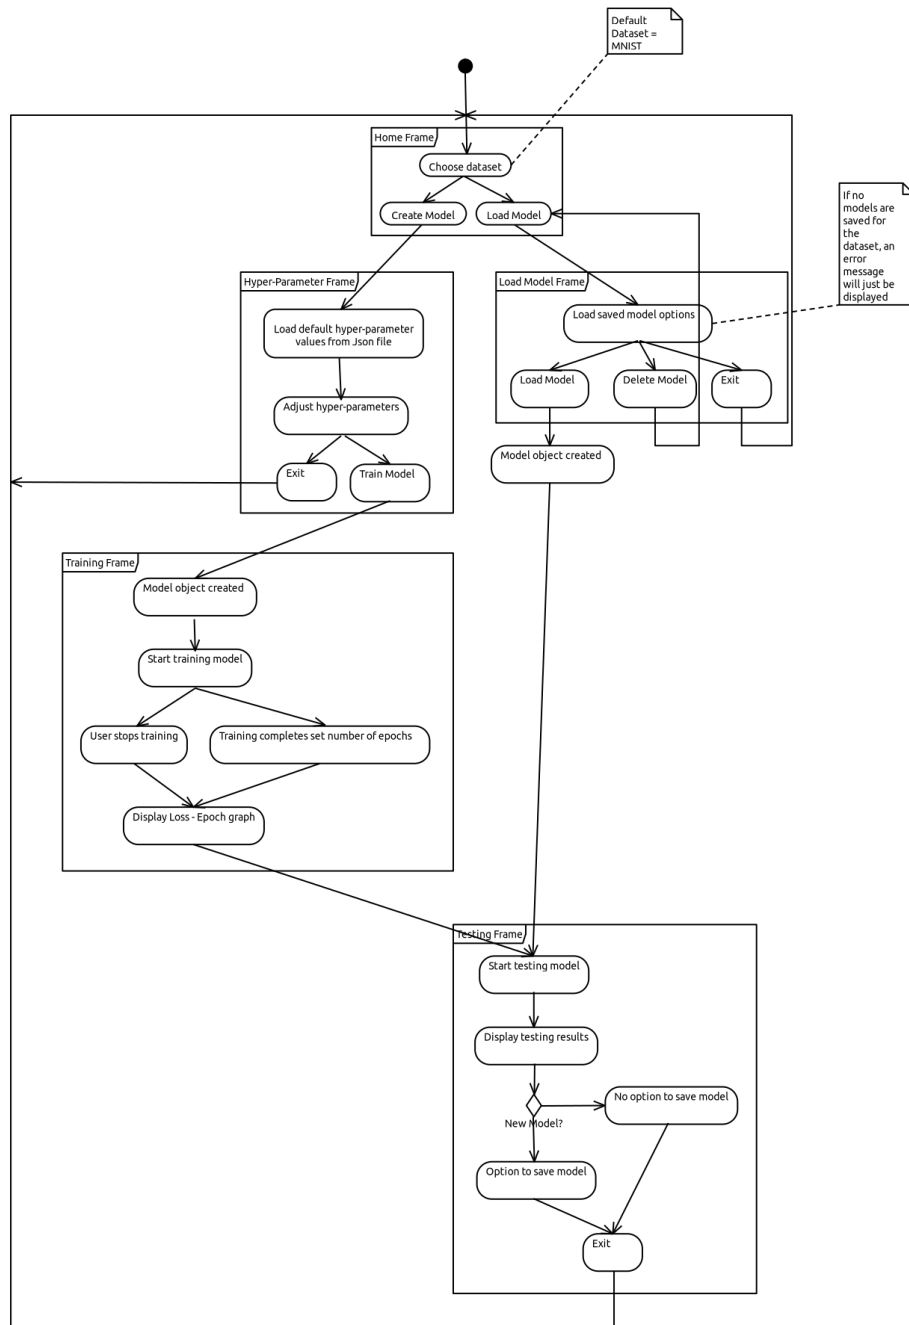 Default
Dataset =
MNIST
Home Frame
Choose dataset
Create Model
Load Model
If no
models are
saved for
the
dataset, an
error
message
will just be
displayed
Hyper-Parameter Frame
Load default hyper-parameter
values from Json file
Adjust hyper-parameters
Exit
Train Model
Load Model Frame
Load saved model options
Load Model
Delete Model
Exit
Model object created
Training Frame
Model object created
Start training model
User stops training
Training completes set number of epochs
Display Loss - Epoch graph
Testing Frame
Start testing model
Display testing results
New Model?
No option to save model
Option to save model
Exit